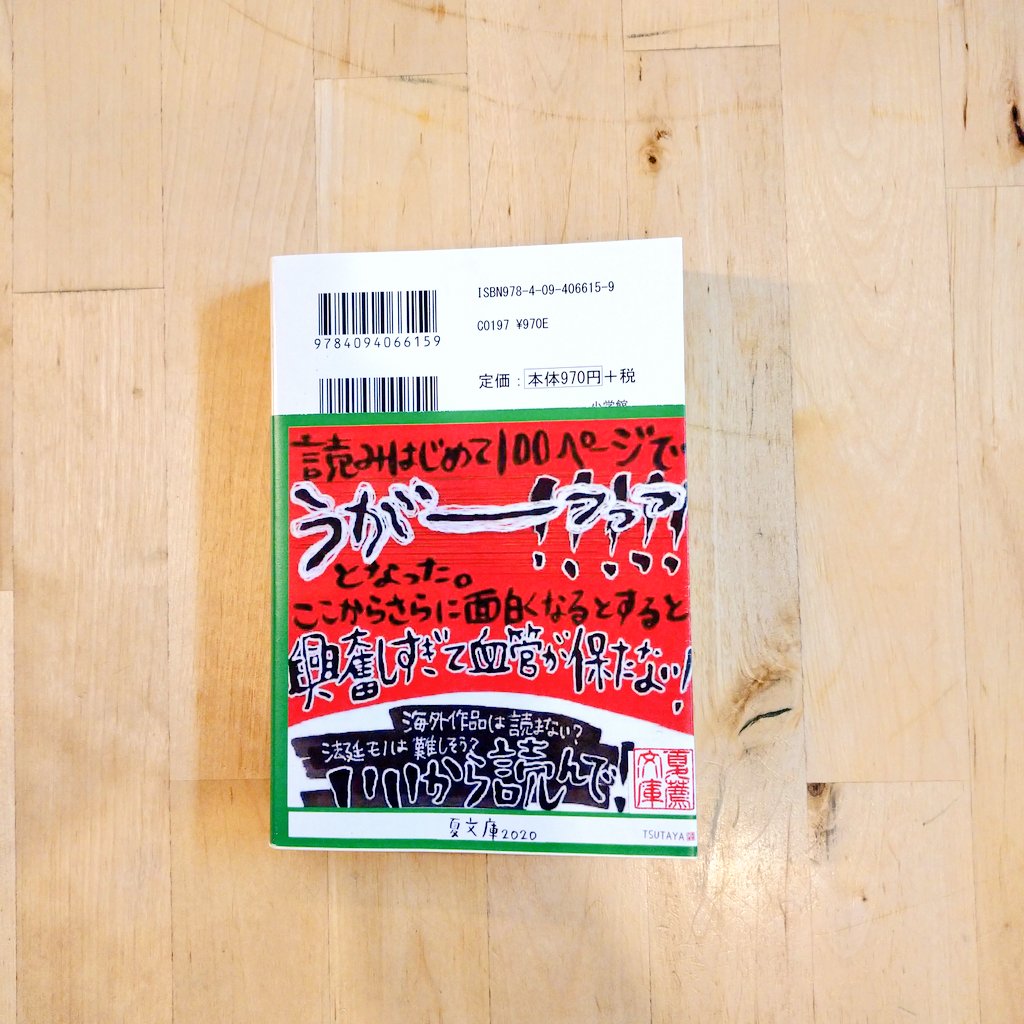 ISBN978-4-09-406615-9
9784094066159
C0197 ¥970E
定価:本体970円+税
小学館
読みはじめて100ページで
うがー!?!?!?
となった。
ここからさらに面白くなるとすると
興奮しすぎて血管が保たない!
海外作品は読まない?
法廷モノは難しそう?
いいから読んで!
夏の文庫2020
TSUTAYA